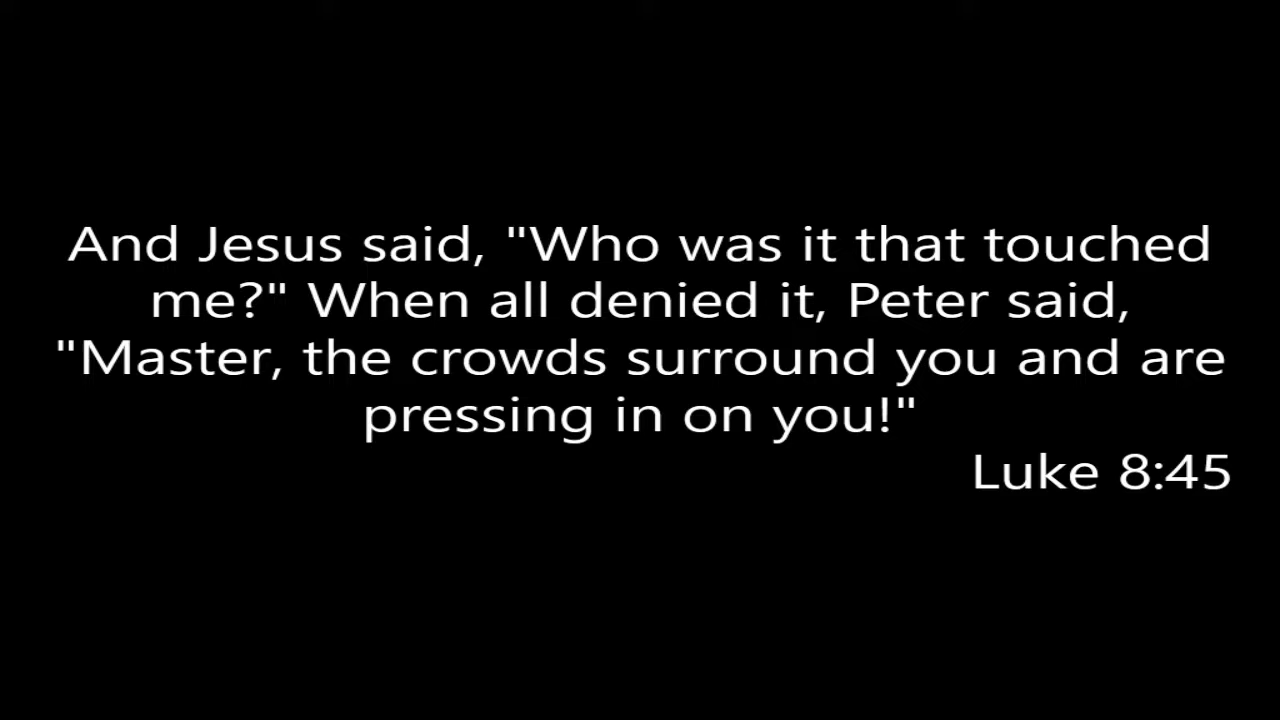 And Jesus said, "Who was it that touched
me?" When all denied it, Peter said,
"Master, the crowds surround you and are
pressing in on you!"
Luke 8:45